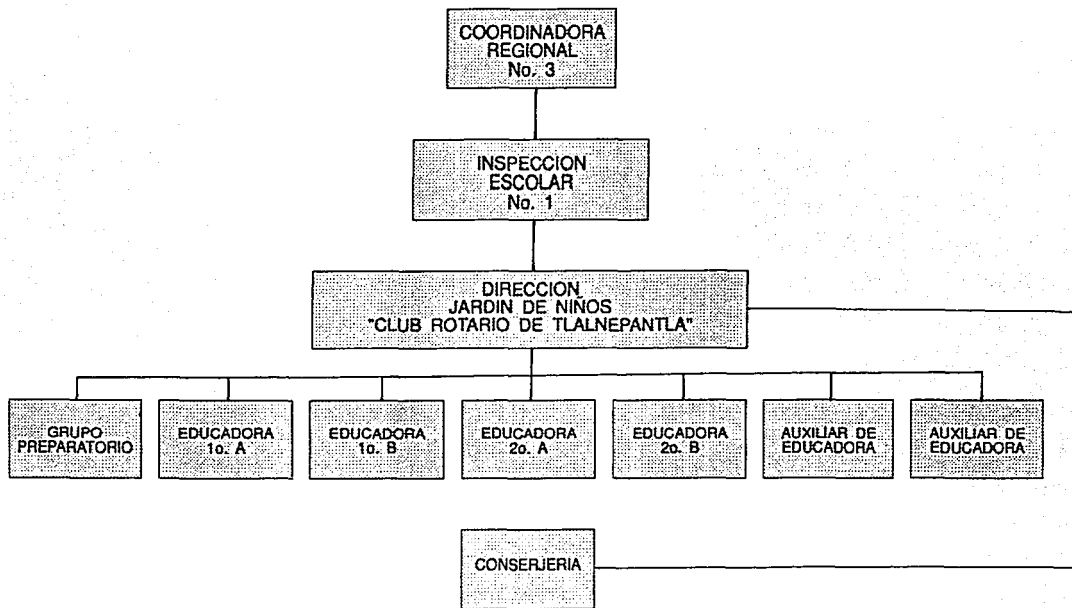 COORDINADORA
REGIONAL
No. 3
INSPECCION
ESCOLAR
No. 1
DIRECCION
JARDIN DE NIÑOS
"CLUB ROTARIO DE TLALNEPANTLA"
GRUPO
PREPARATORIO
EDUCADORA
1o. A
EDUCADORA
1o. B
EDUCADORA
2o. A
EDUCADORA
2o. B
AUXILIAR DE
EDUCADORA
AUXILIAR DE
EDUCADORA
CONSERJERIA